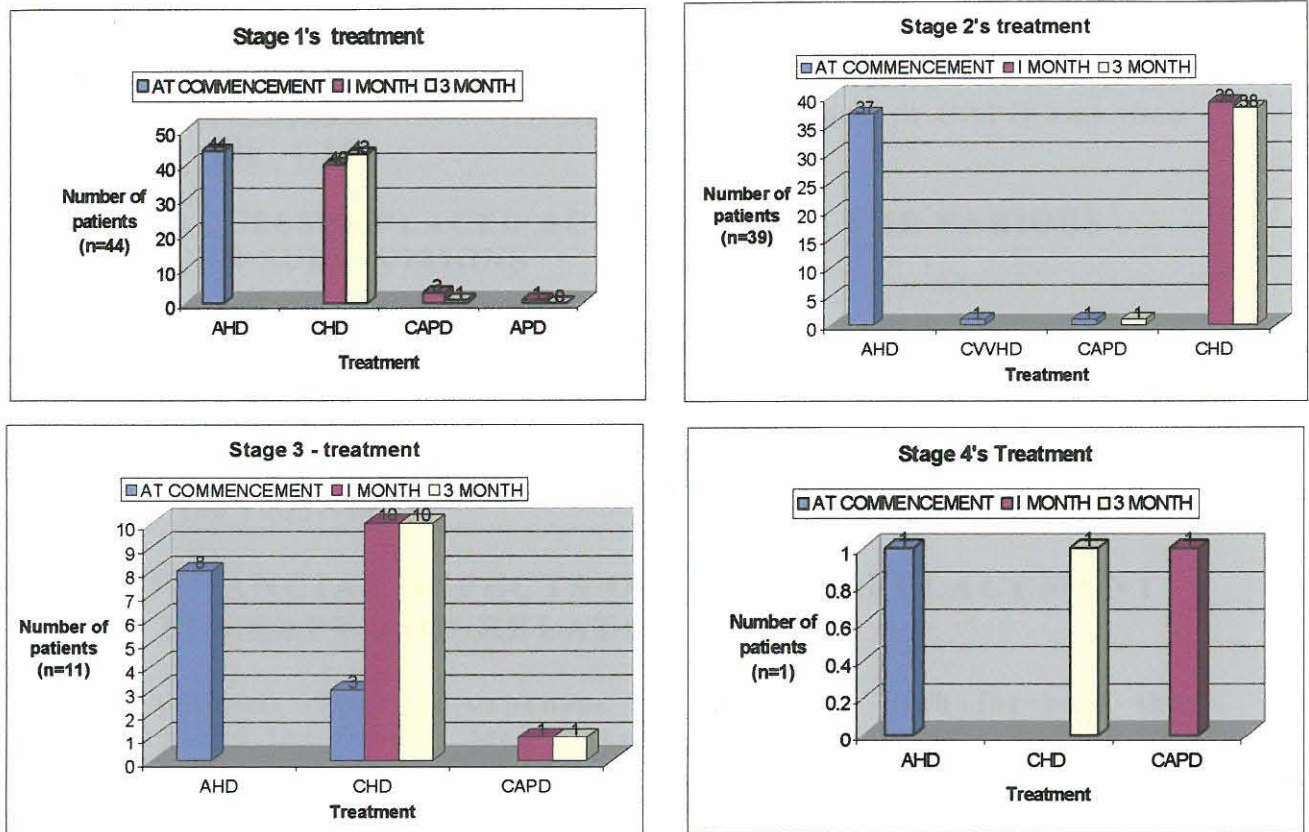 Stage 1's treatment
AT COMMENCEMENT I MONTH 3 MONTH
Number of patients (n=44)
50
40
30
20
10
0
44
40
43
3
1
1
0
AHD CHD CAPD APD
Treatment
Stage 2's treatment
AT COMMENCEMENT I MONTH 3 MONTH
Number of patients (n=39)
40
35
30
25
20
15
10
5
0
37
1
1
1
39
38
AHD CVVHD CAPD CHD
Treatment
Stage 3 - treatment
AT COMMENCEMENT I MONTH 3 MONTH
Number of patients (n=11)
10
9
8
7
6
5
4
3
2
1
0
8
3
10
10
1
1
AHD CHD CAPD
Treatment
Stage 4's Treatment
AT COMMENCEMENT I MONTH 3 MONTH
Number of patients (n=1)
1
0.8
0.6
0.4
0.2
0
1
1
1
AHD CHD CAPD
Treatment